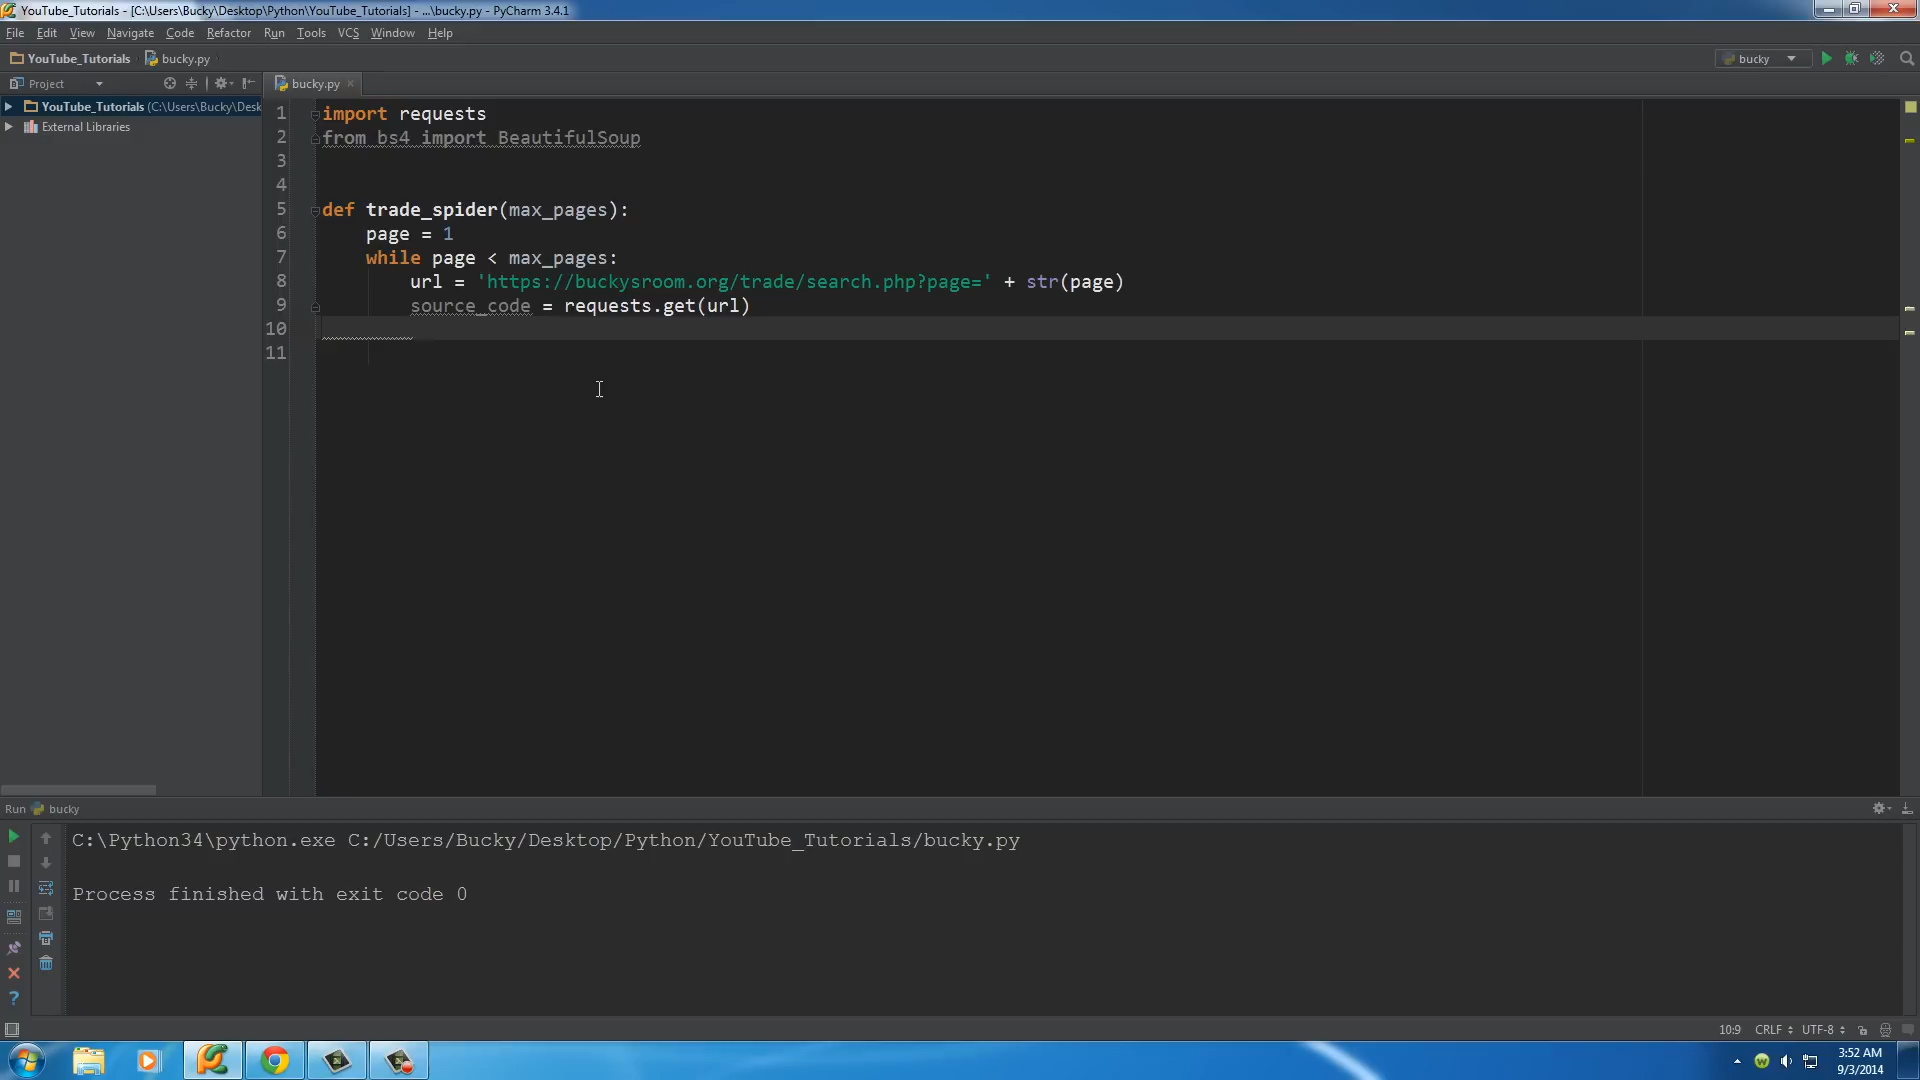 YouTube_Tutorials - [C:\Users\Bucky\Desktop\Python\YouTube_Tutorials] - ...\bucky.py - PyCharm 3.4.1
File Edit View Navigate Code Refactor Run Tools VCS Window Help
YouTube_Tutorials bucky.py bucky
Project bucky.py
YouTube_Tutorials (C:\Users\Bucky\Desk
External Libraries
1 import requests
2 from bs4 import BeautifulSoup
3
4
5 def trade_spider(max_pages):
6 page = 1
7 while page < max_pages:
8 url = 'https://buckysroom.org/trade/search.php?page=' + str(page)
9 source_code = requests.get(url)
10
11
Run bucky
C:\Python34\python.exe C:/Users/Bucky/Desktop/Python/YouTube_Tutorials/bucky.py
Process finished with exit code 0
10:9 CRLF UTF-8
3:52 AM
9/3/2014